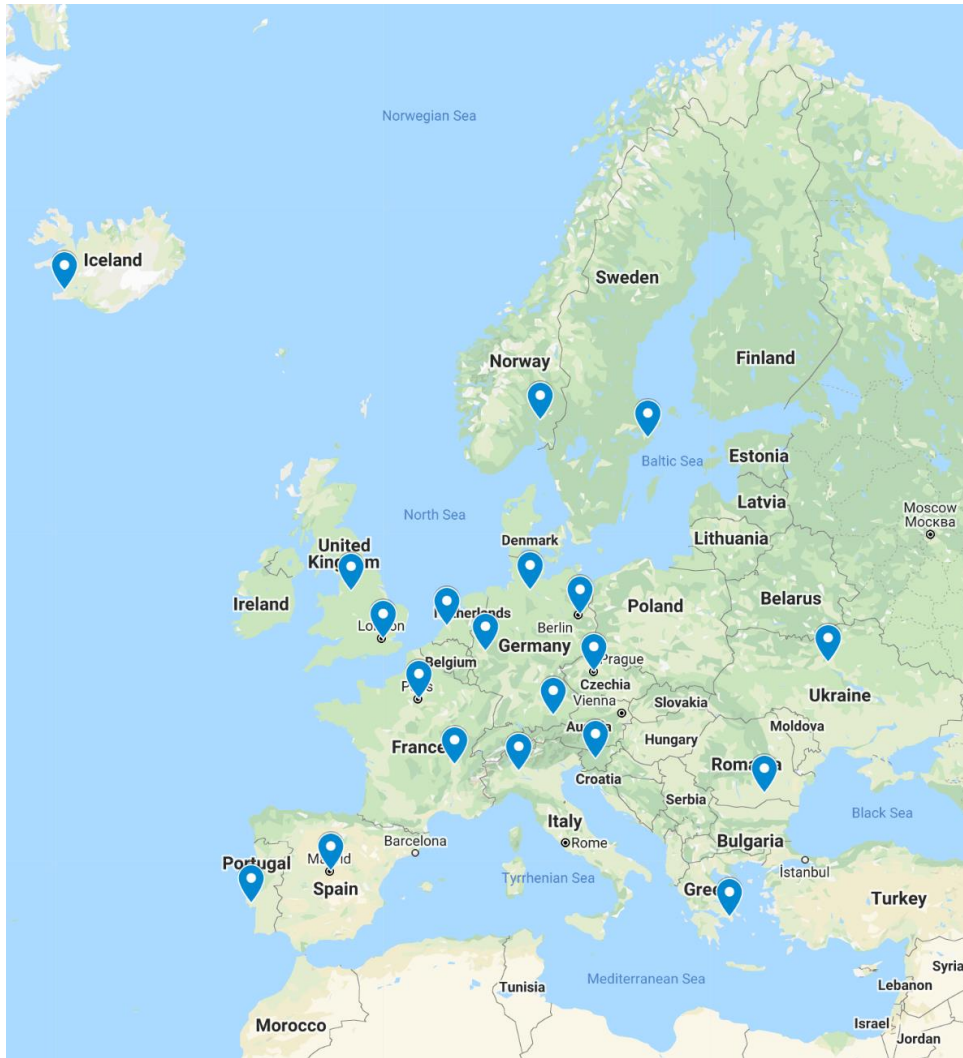 Norwegian Sea
Iceland
Sweden
Norway
Finland
Estonia
Baltic Sea
Latvia
Moscow
Москва
North Sea
Lithuania
Denmark
United
Kingdom
Ireland
Belarus
Poland
Berlin
Germany
Belgium
Prague
Czechia
Ukraine
Vienna
Slovakia
Moldova
Hungary
France
Croatia
Serbia
Black Sea
Italy
Rome
Barcelona
Bulgaria
İstanbul
Portugal
Spain
Tyrrhenian Sea
Turkey
Mediterranean Sea
Tunisia
Syria
Lebanon
Morocco
Israel
Jordan